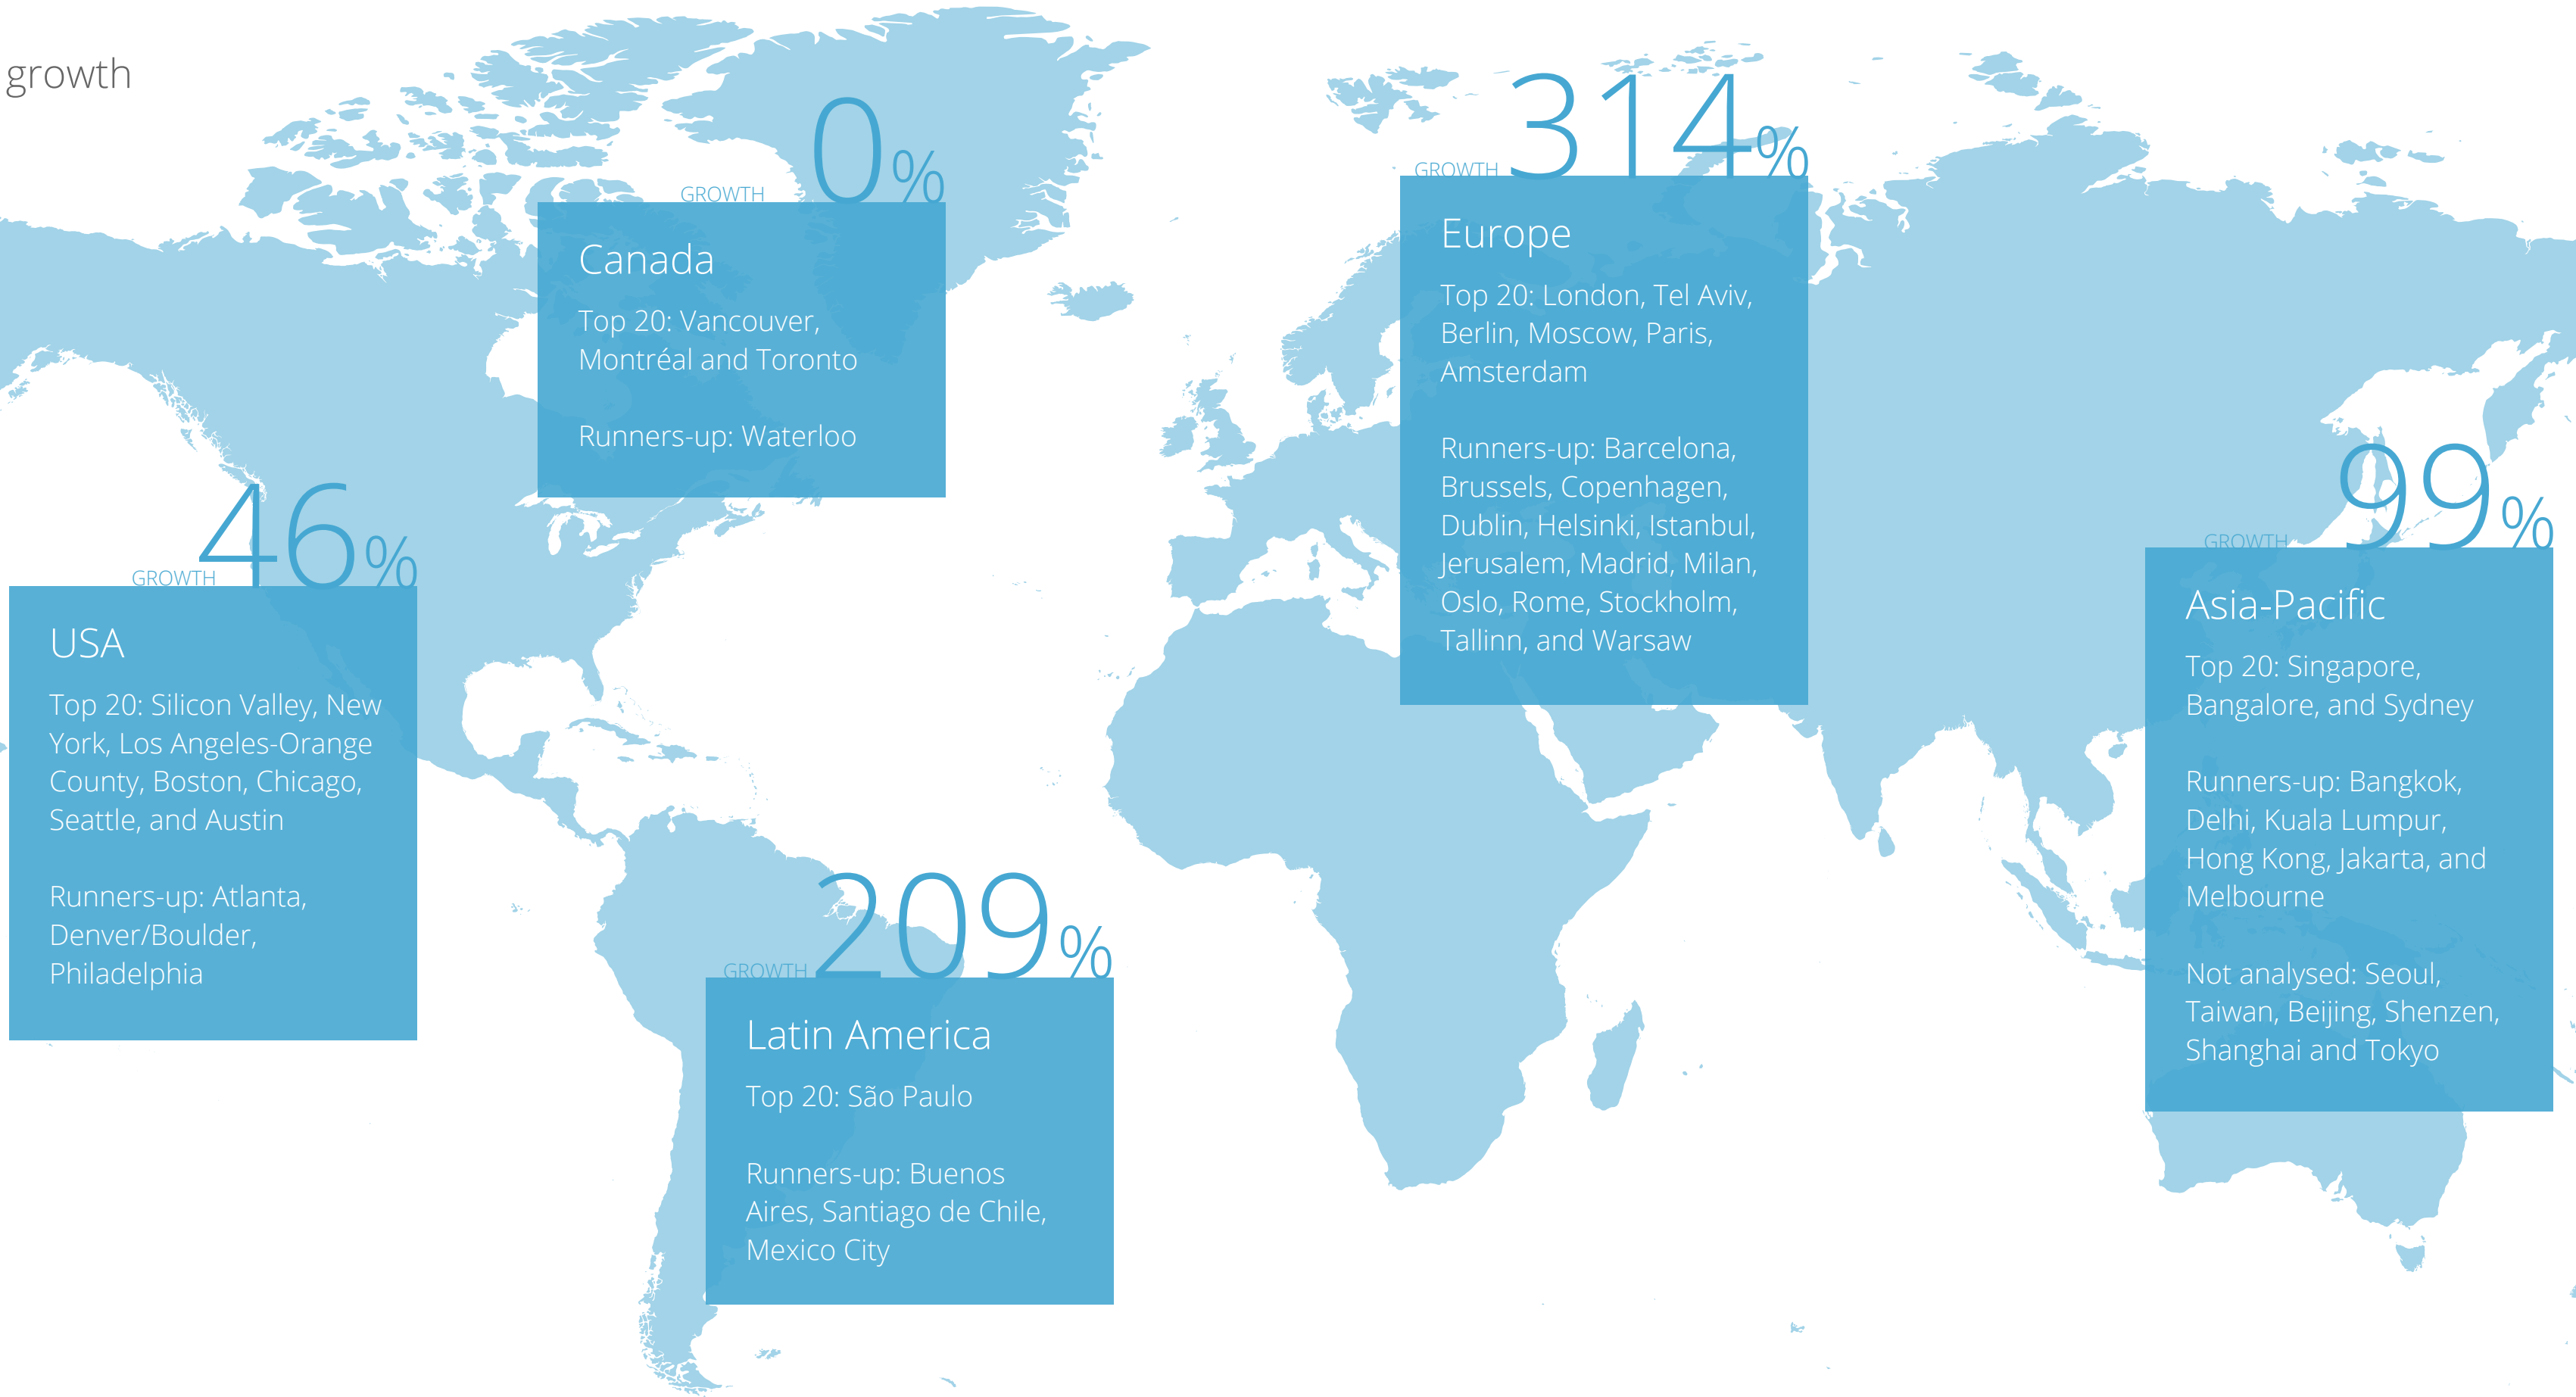 growth
GROWTH 0%
Canada
Top 20: Vancouver,
Montréal and Toronto
Runners-up: Waterloo
GROWTH 314%
Europe
Top 20: London, Tel Aviv,
Berlin, Moscow, Paris,
Amsterdam
Runners-up: Barcelona,
Brussels, Copenhagen,
Dublin, Helsinki, Istanbul,
Jerusalem, Madrid, Milan,
Oslo, Rome, Stockholm,
Tallinn, and Warsaw
GROWTH 46%
USA
Top 20: Silicon Valley, New
York, Los Angeles-Orange
County, Boston, Chicago,
Seattle, and Austin
Runners-up: Atlanta,
Denver/Boulder,
Philadelphia
GROWTH 99%
Asia-Pacific
Top 20: Singapore,
Bangalore, and Sydney
Runners-up: Bangkok,
Delhi, Kuala Lumpur,
Hong Kong, Jakarta, and
Melbourne
Not analysed: Seoul,
Taiwan, Beijing, Shenzen,
Shanghai and Tokyo
GROWTH 209%
Latin America
Top 20: São Paulo
Runners-up: Buenos
Aires, Santiago de Chile,
Mexico City